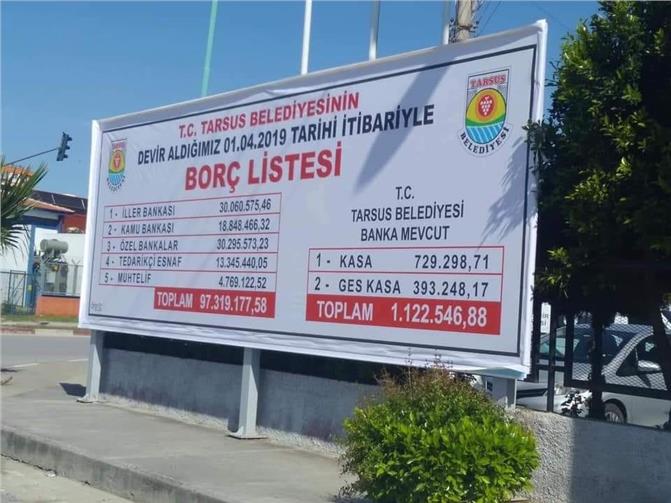 T.C. TARSUS BELEDİYESİNİN
DEVİR ALDIĞIMIZ 01.04.2019 TARİHİ İTİBARİYLE
BORÇ LİSTESİ
TARSUS
BELEDİYESİ
TARSUS
BELEDİYESİ
1 - İLLER BANKASI 30.060.575,46
2 - KAMU BANKASI 18.848.466,32
3 - ÖZEL BANKALAR 30.295.573,23
4 - TEDARİKÇİ ESNAF 13.345.440,05
5 - MUHTELİF 4.769.122,52
TOPLAM 97.319.177,58
T.C.
TARSUS BELEDİYESİ
BANKA MEVCUT
1 - KASA 729.298,71
2 - GES KASA 393.248,17
TOPLAM 1.122.546,88